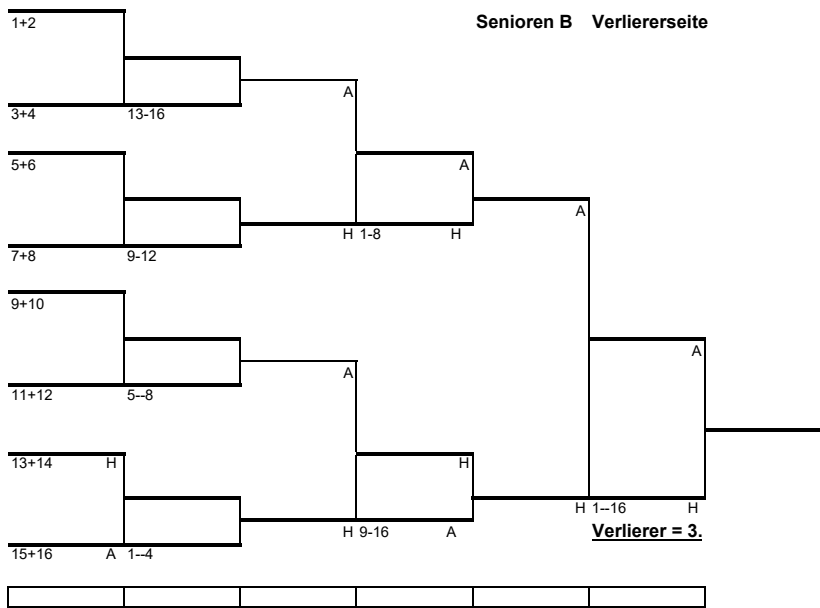 Senioren B Verliererseite
1+2
A
3+4 13-16
5+6
A
A
H 1-8 H
7+8 9-12
9+10
A
A
11+12 5--8
13+14 H
H
H 1--16 H
H 9-16 A
Verlierer = 3.
15+16 A 1--4